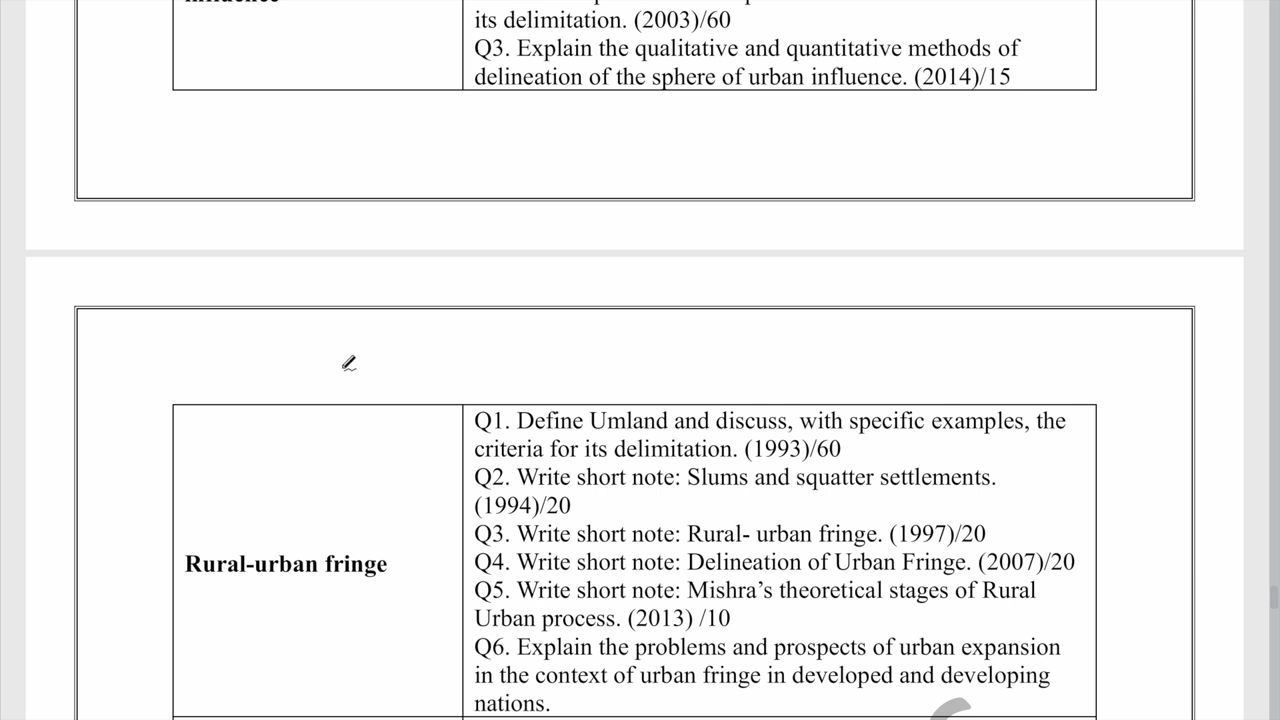 its delimitation. (2003)/60
Q3. Explain the qualitative and quantitative methods of
delineation of the sphere of urban influence. (2014)/15
Q1. Define Umland and discuss, with specific examples, the
criteria for its delimitation. (1993)/60
Q2. Write short note: Slums and squatter settlements.
(1994)/20
Q3. Write short note: Rural- urban fringe. (1997)/20
Rural-urban fringe
Q4. Write short note: Delineation of Urban Fringe. (2007)/20
Q5. Write short note: Mishra’s theoretical stages of Rural
Urban process. (2013) /10
Q6. Explain the problems and prospects of urban expansion
in the context of urban fringe in developed and developing
nations.